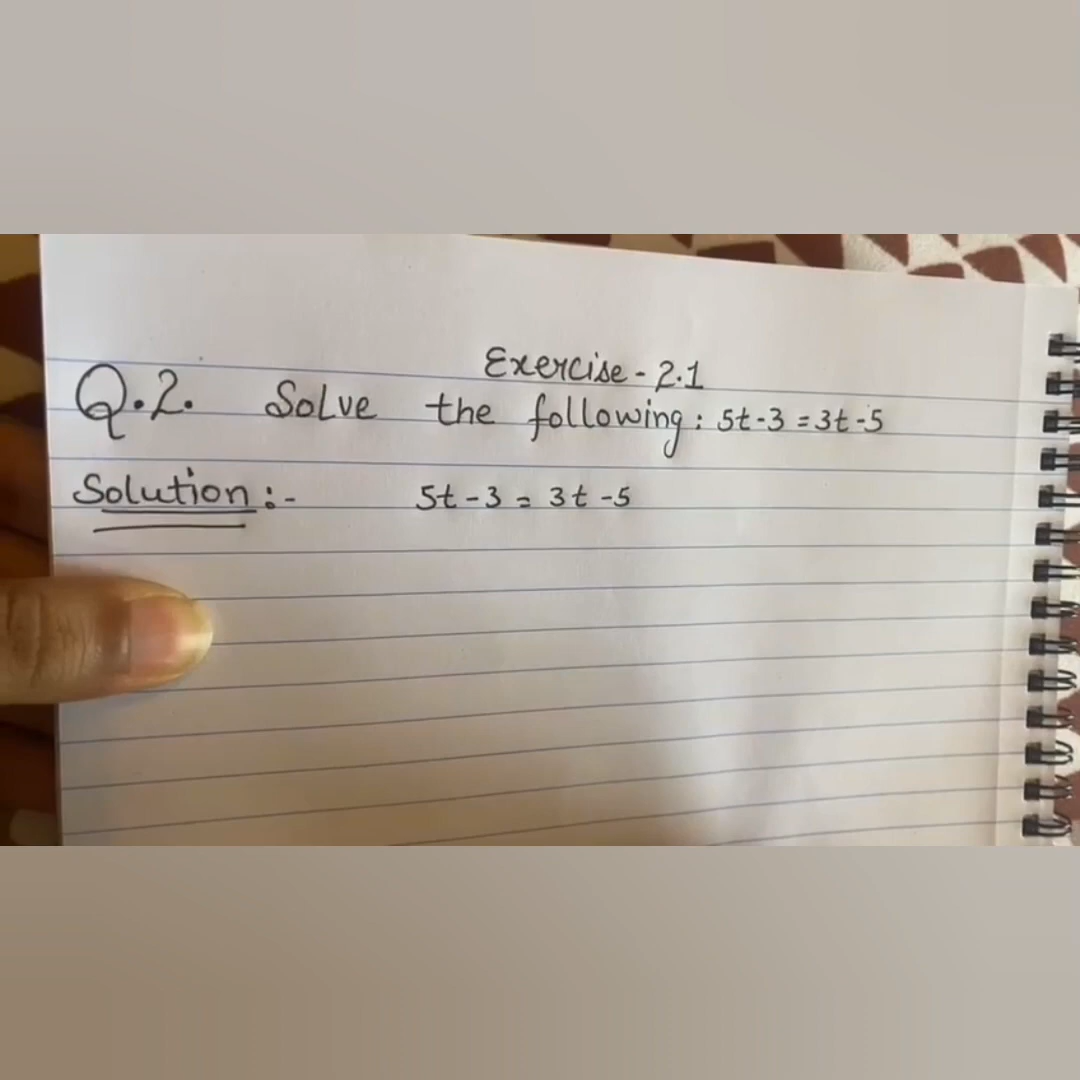 Exercise - 2.1
Q.2. Solve the following : 5t-3 = 3t-5
Solution :- 5t-3 = 3t-5